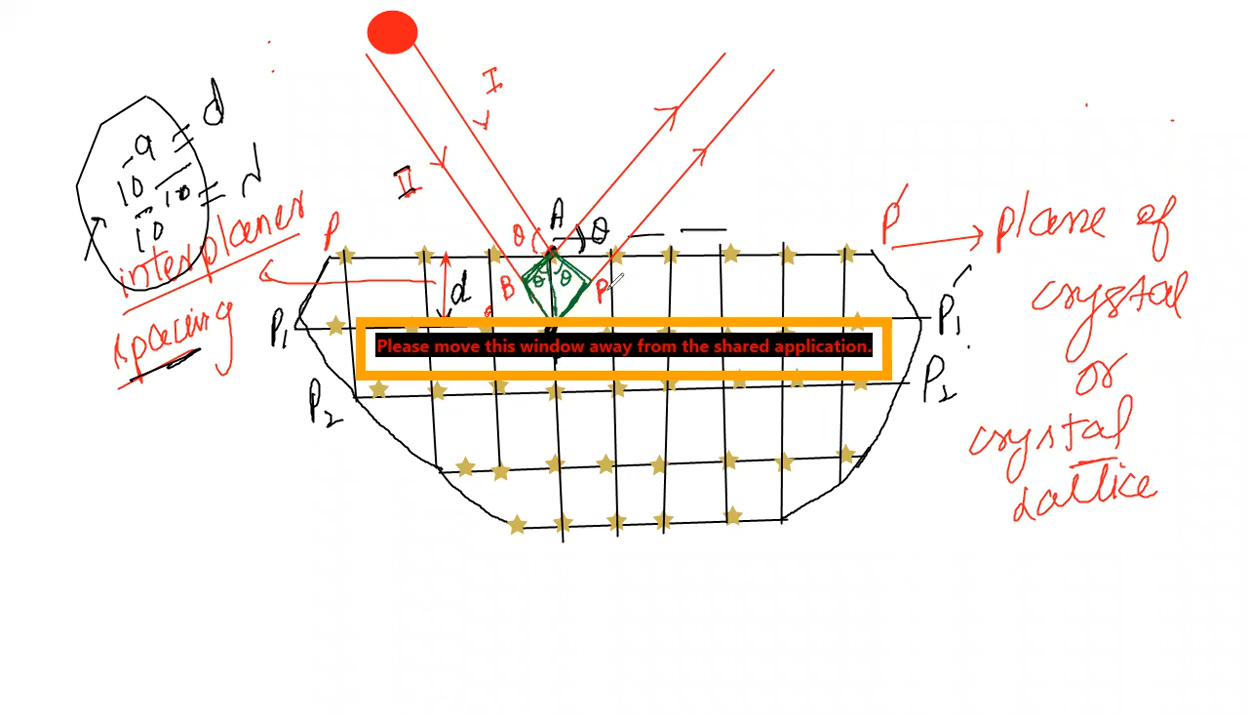 I
II
a = d
10
10 = d
10
interplaner
spacing
P
θ
A
θ
P'
plane of
crystal
or
crystal
Lattice
d
B
θ
θ
P
P₁
P₁'
Please move this window away from the shared application.
P₂
P₂